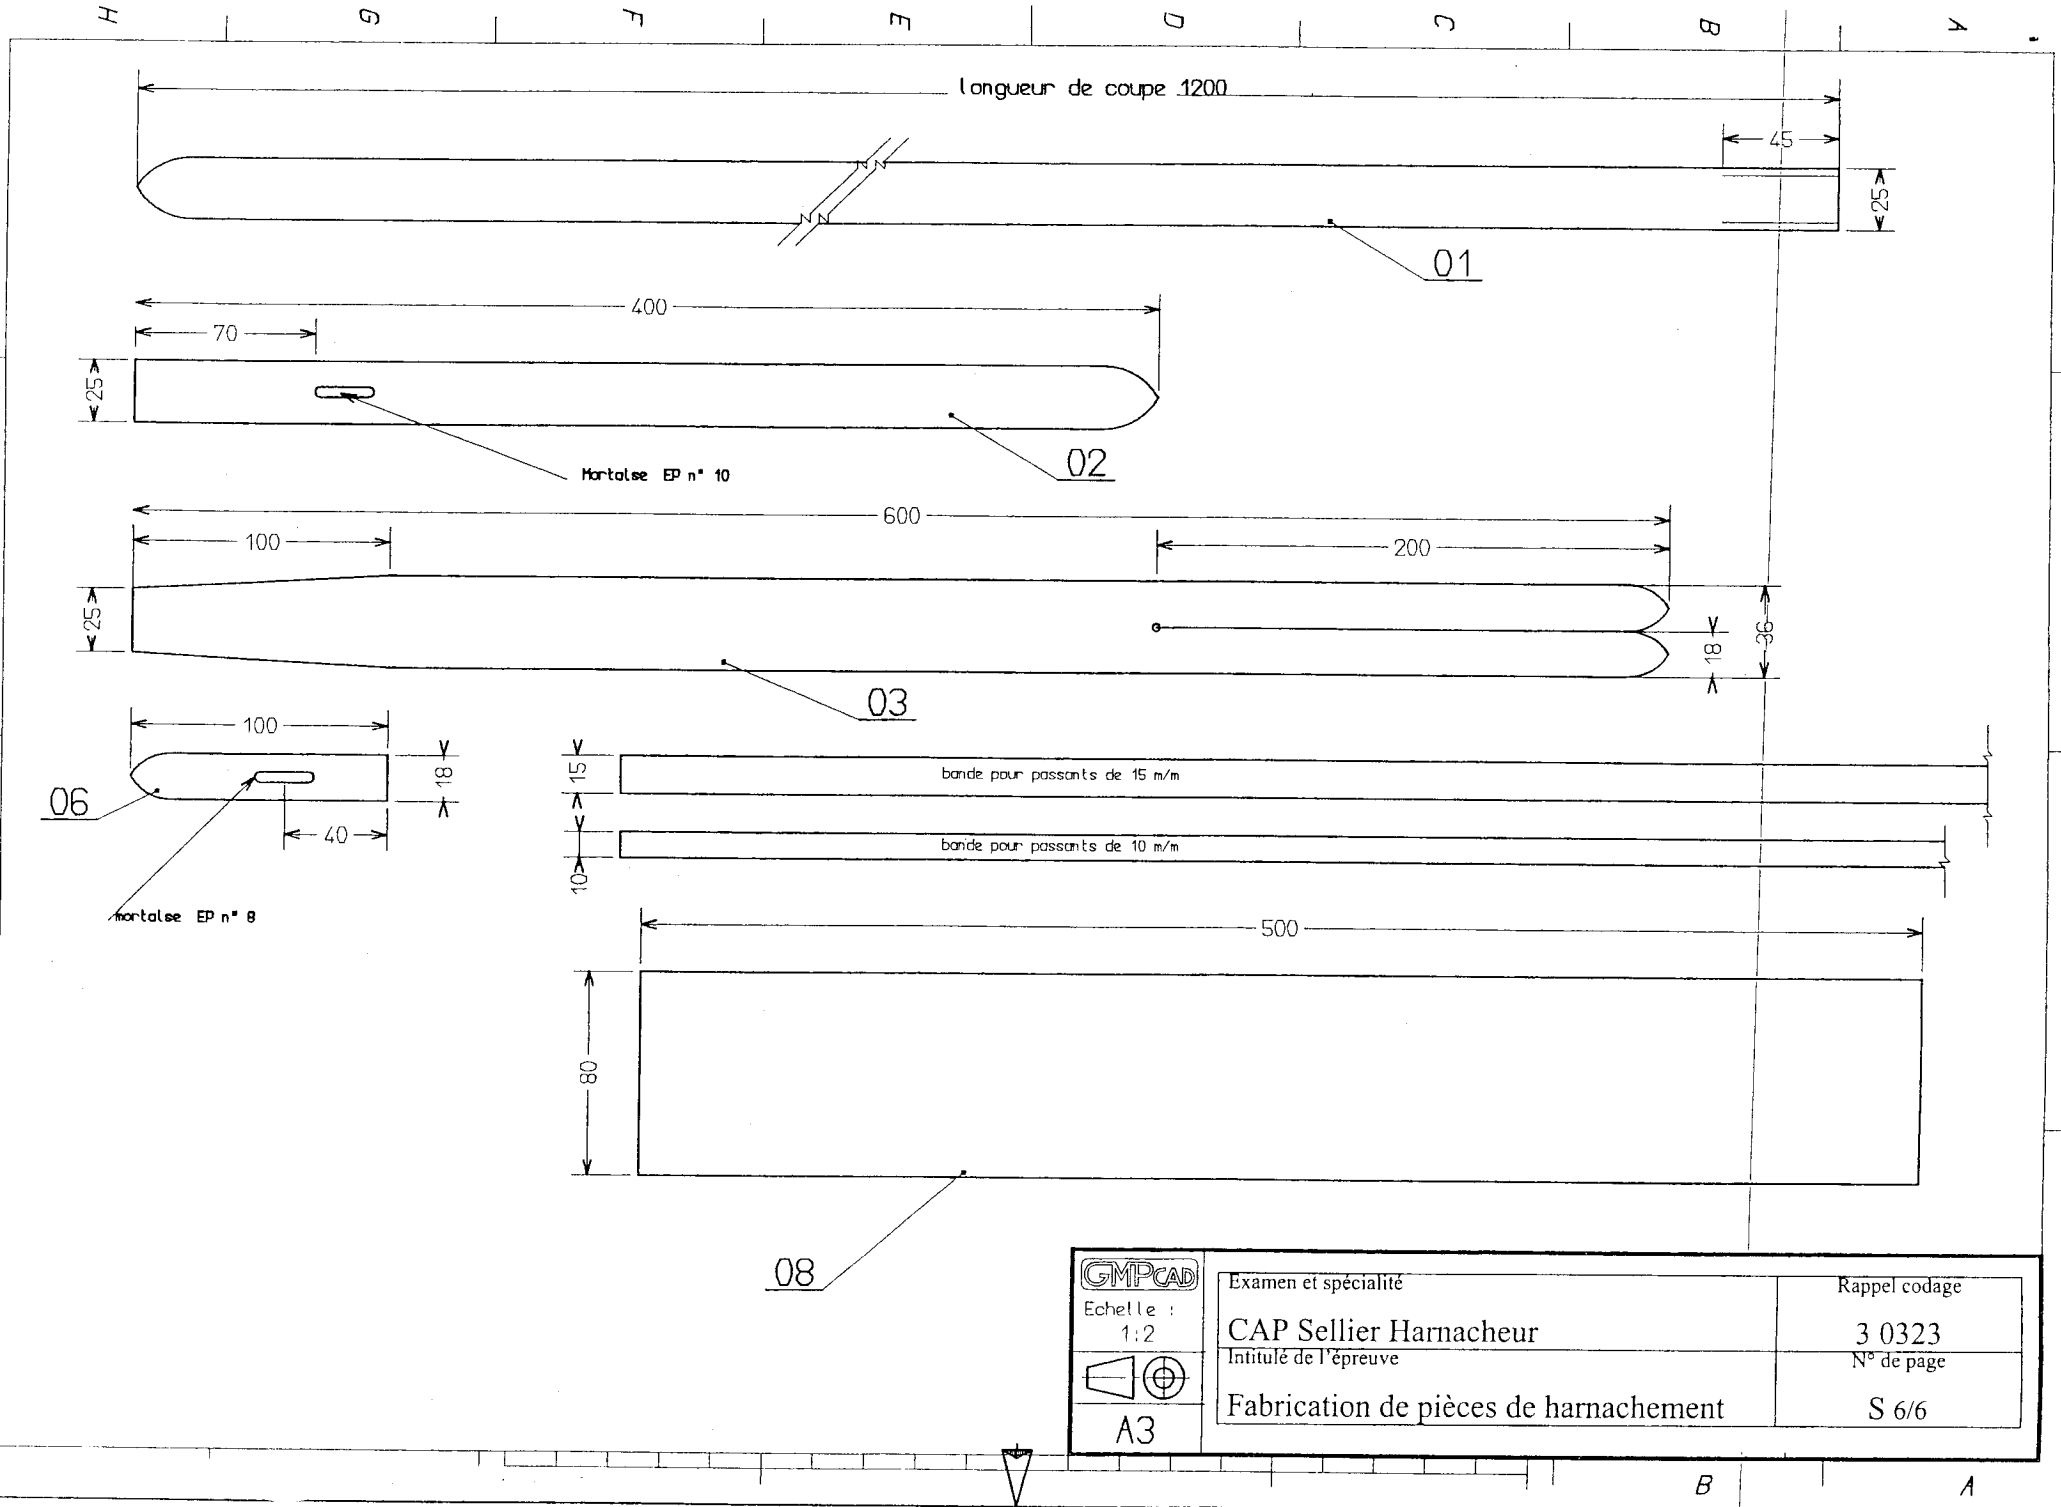 H G F E D C B A
longueur de coupe 1200
45
25
01
400
70
25
02
Mortaise EP n° 10
600
100
200
25
36
18
03
100
18
15
bande pour passants de 15 m/m
06
40
bande pour passants de 10 m/m
10
mortaise EP n° 8
500
80
08
GMPCAD
Echelle :
1:2
A3
Examen et spécialité
Rappel codage
CAP Sellier Harnacheur
3 0323
Intitulé de l'épreuve
N° de page
Fabrication de pièces de harnachement
S 6/6
B A